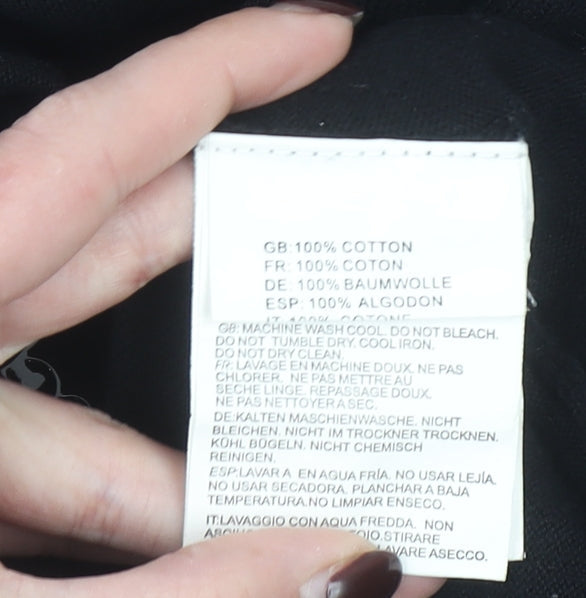 GB: 100% COTTON
FR: 100% COTON
DE: 100% BAUMWOLLE
ESP: 100% ALGODON
IT: 100% COTONE
GB: MACHINE WASH COOL. DO NOT BLEACH.
DO NOT TUMBLE DRY. COOL IRON.
DO NOT DRY CLEAN.
FR: LAVAGE EN MACHINE DOUX. NE PAS
CHLORER. NE PAS METTRE AU
SECHE LINGE. REPASSAGE DOUX.
NE PAS NETTOYER A SEC.
DE:KALTEN MASCHIENWASCHE. NICHT
BLEICHEN. NICHT IM TROCKNER TROCKNEN.
KÜHL BÜGELN. NICHT CHEMISCH
REINIGEN.
ESP:LAVAR A EN AGUA FRÍA. NO USAR LEJÍA.
NO USAR SECADORA. PLANCHAR A BAJA
TEMPERATURA.NO LIMPIAR ENSECO.
IT:LAVAGGIO CON AQUA FREDDA. NON
STIRARE
LAVARE ASECCO.